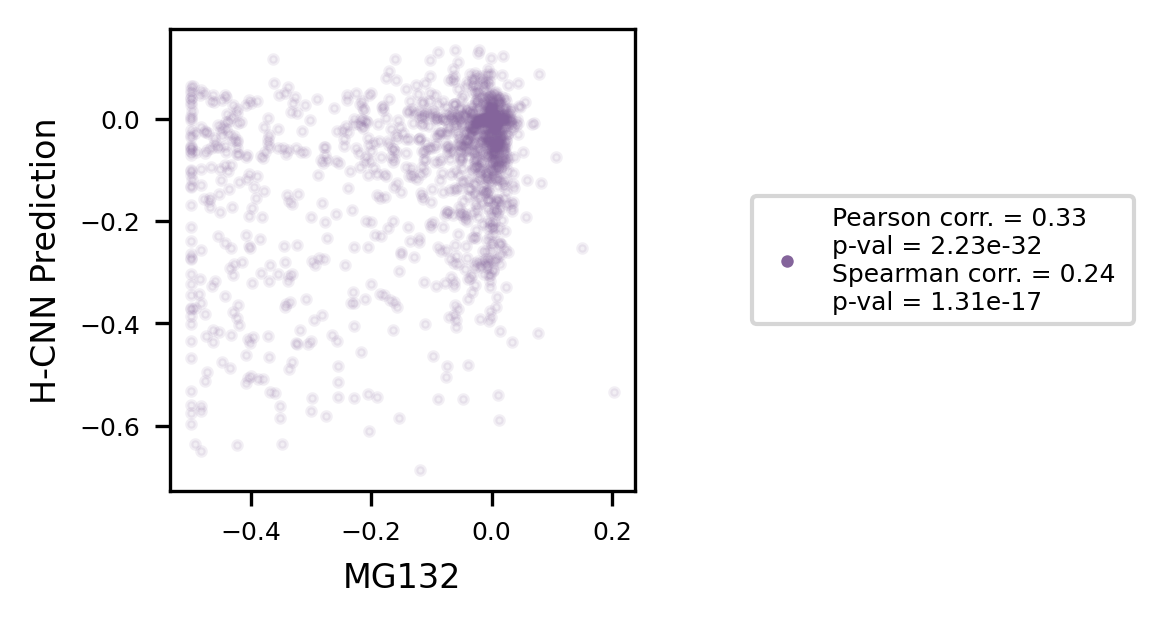 H-CNN Prediction
0.0
−0.2
−0.4
−0.6
−0.4
−0.2
0.0
0.2
MG132
Pearson corr. = 0.33
p-val = 2.23e-32
Spearman corr. = 0.24
p-val = 1.31e-17